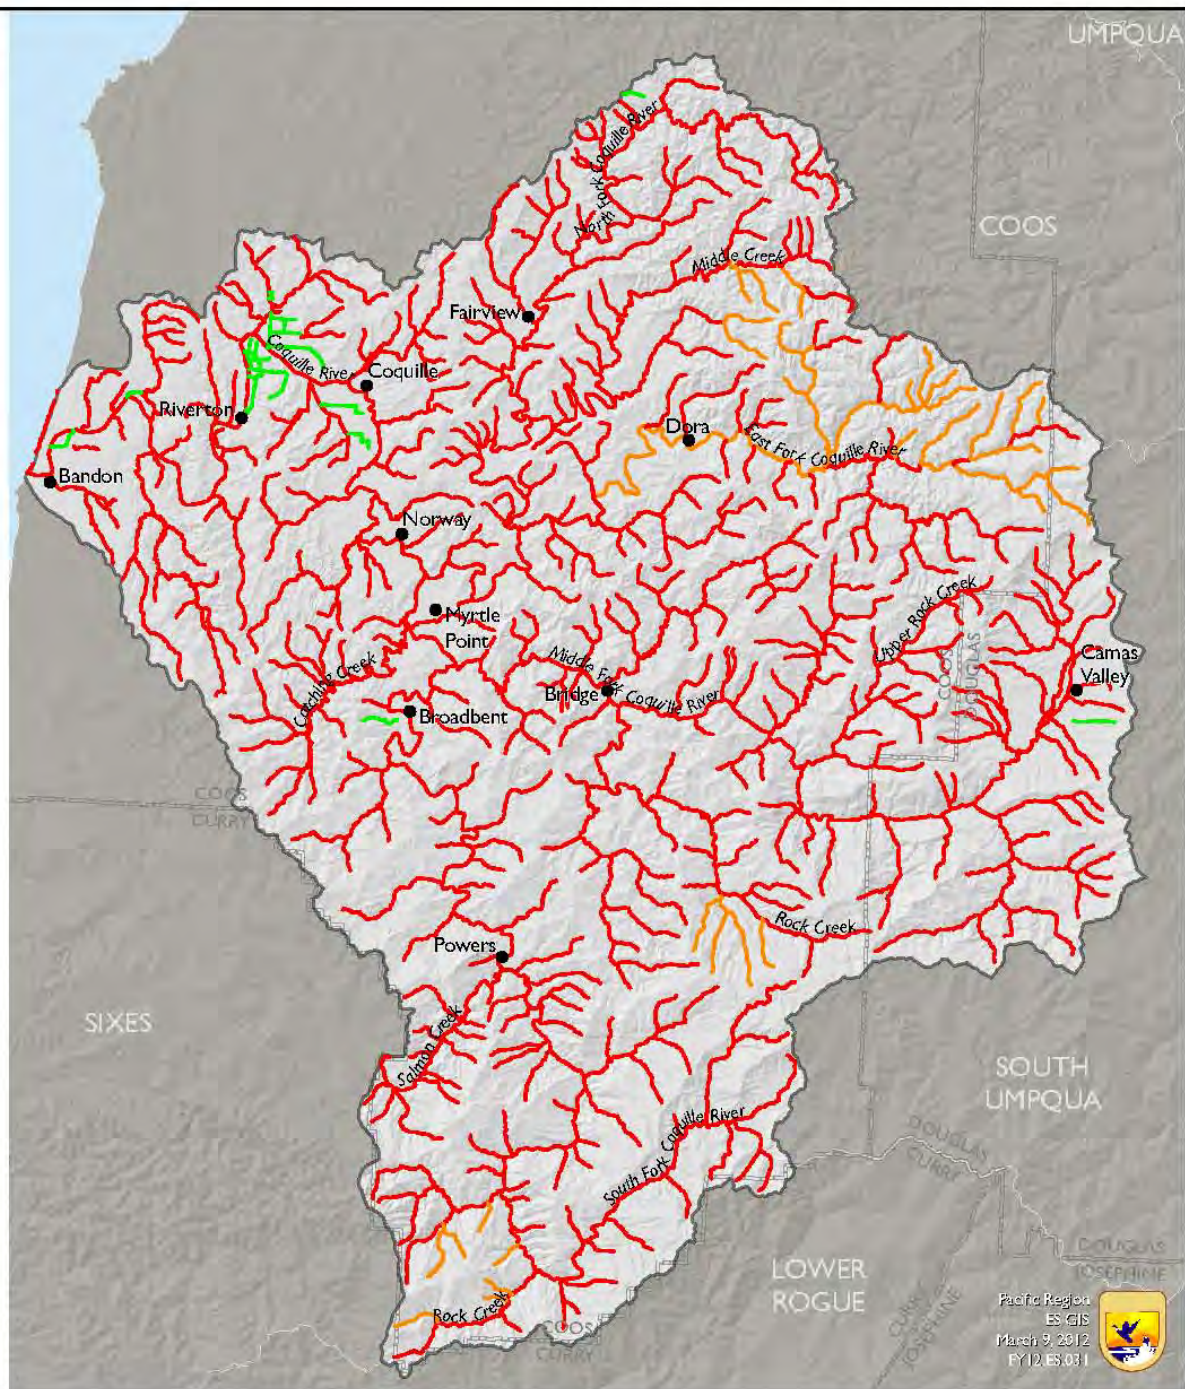 UMPQUA
COOS
North Fork Coquille River
Middle Creek
Fairview
Coquille River
Coquille
Riverton
Dora
East Fork Coquille River
Bandon
Norway
Upper Rock Creek
Myrtle
Point
COOS
DOUGLAS
Camas
Valley
Catching Creek
Middle Fork Coquille River
Bridge
Broadbent
COOS
CURRY
Rock Creek
Powers
SIXES
Salmon Creek
SOUTH
UMPQUA
South Fork Coquille River
DOUGLAS
CURRY
LOWER
ROGUE
DOUGLAS
JOSEPHINE
Rock Creek
COOS
CURRY
JOSEPHINE
Pacific Region
ES GIS
March 9, 2012
FY12.ES.031